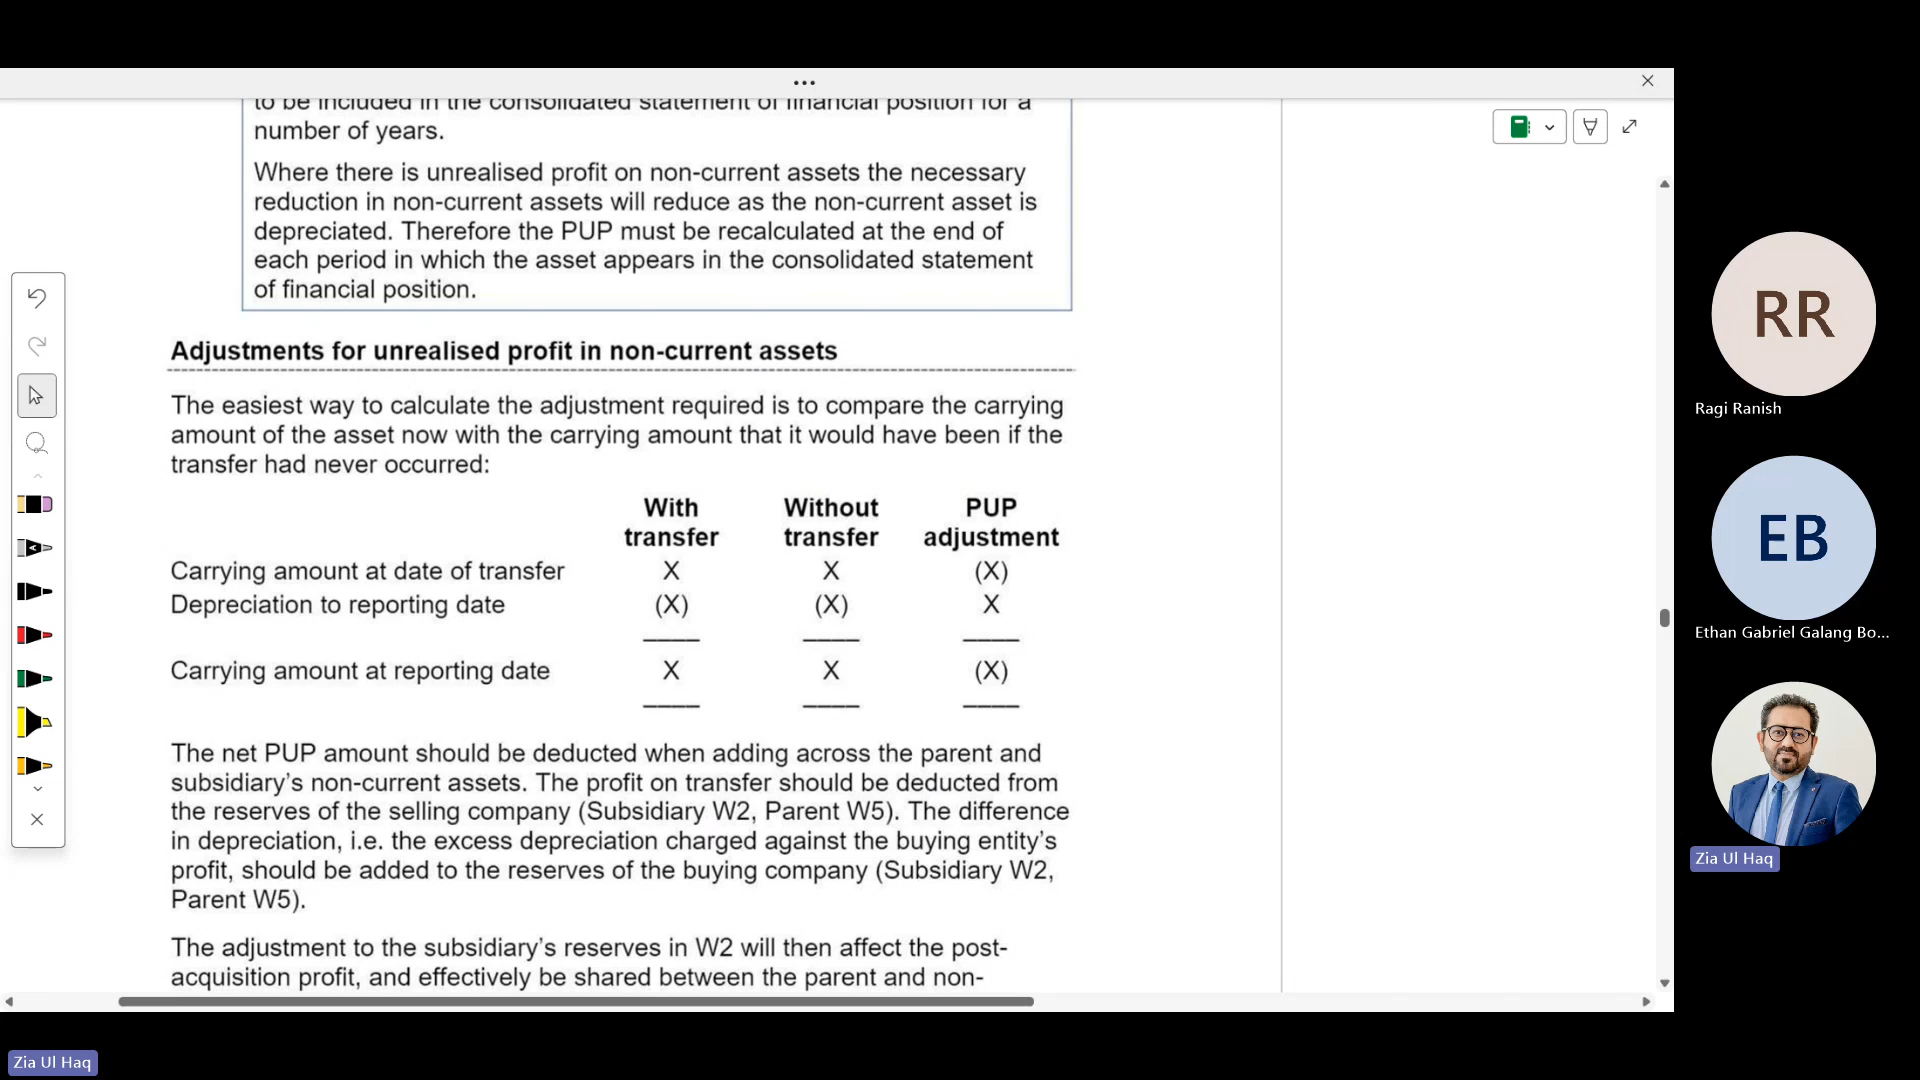 to be included in the consolidated statement of financial position for a
number of years.
Where there is unrealised profit on non-current assets the necessary
reduction in non-current assets will reduce as the non-current asset is
depreciated. Therefore the PUP must be recalculated at the end of
each period in which the asset appears in the consolidated statement
of financial position.
Adjustments for unrealised profit in non-current assets
The easiest way to calculate the adjustment required is to compare the carrying
amount of the asset now with the carrying amount that it would have been if the
transfer had never occurred:
With Without PUP
transfer transfer adjustment
Carrying amount at date of transfer X X (X)
Depreciation to reporting date (X) (X) X
Carrying amount at reporting date X X (X)
The net PUP amount should be deducted when adding across the parent and
subsidiary's non-current assets. The profit on transfer should be deducted from
the reserves of the selling company (Subsidiary W2, Parent W5). The difference
in depreciation, i.e. the excess depreciation charged against the buying entity's
profit, should be added to the reserves of the buying company (Subsidiary W2,
Parent W5).
The adjustment to the subsidiary's reserves in W2 will then affect the post-
acquisition profit, and effectively be shared between the parent and non-
RR
Ragi Ranish
EB
Ethan Gabriel Galang Bo...
Zia Ul Haq
Zia Ul Haq